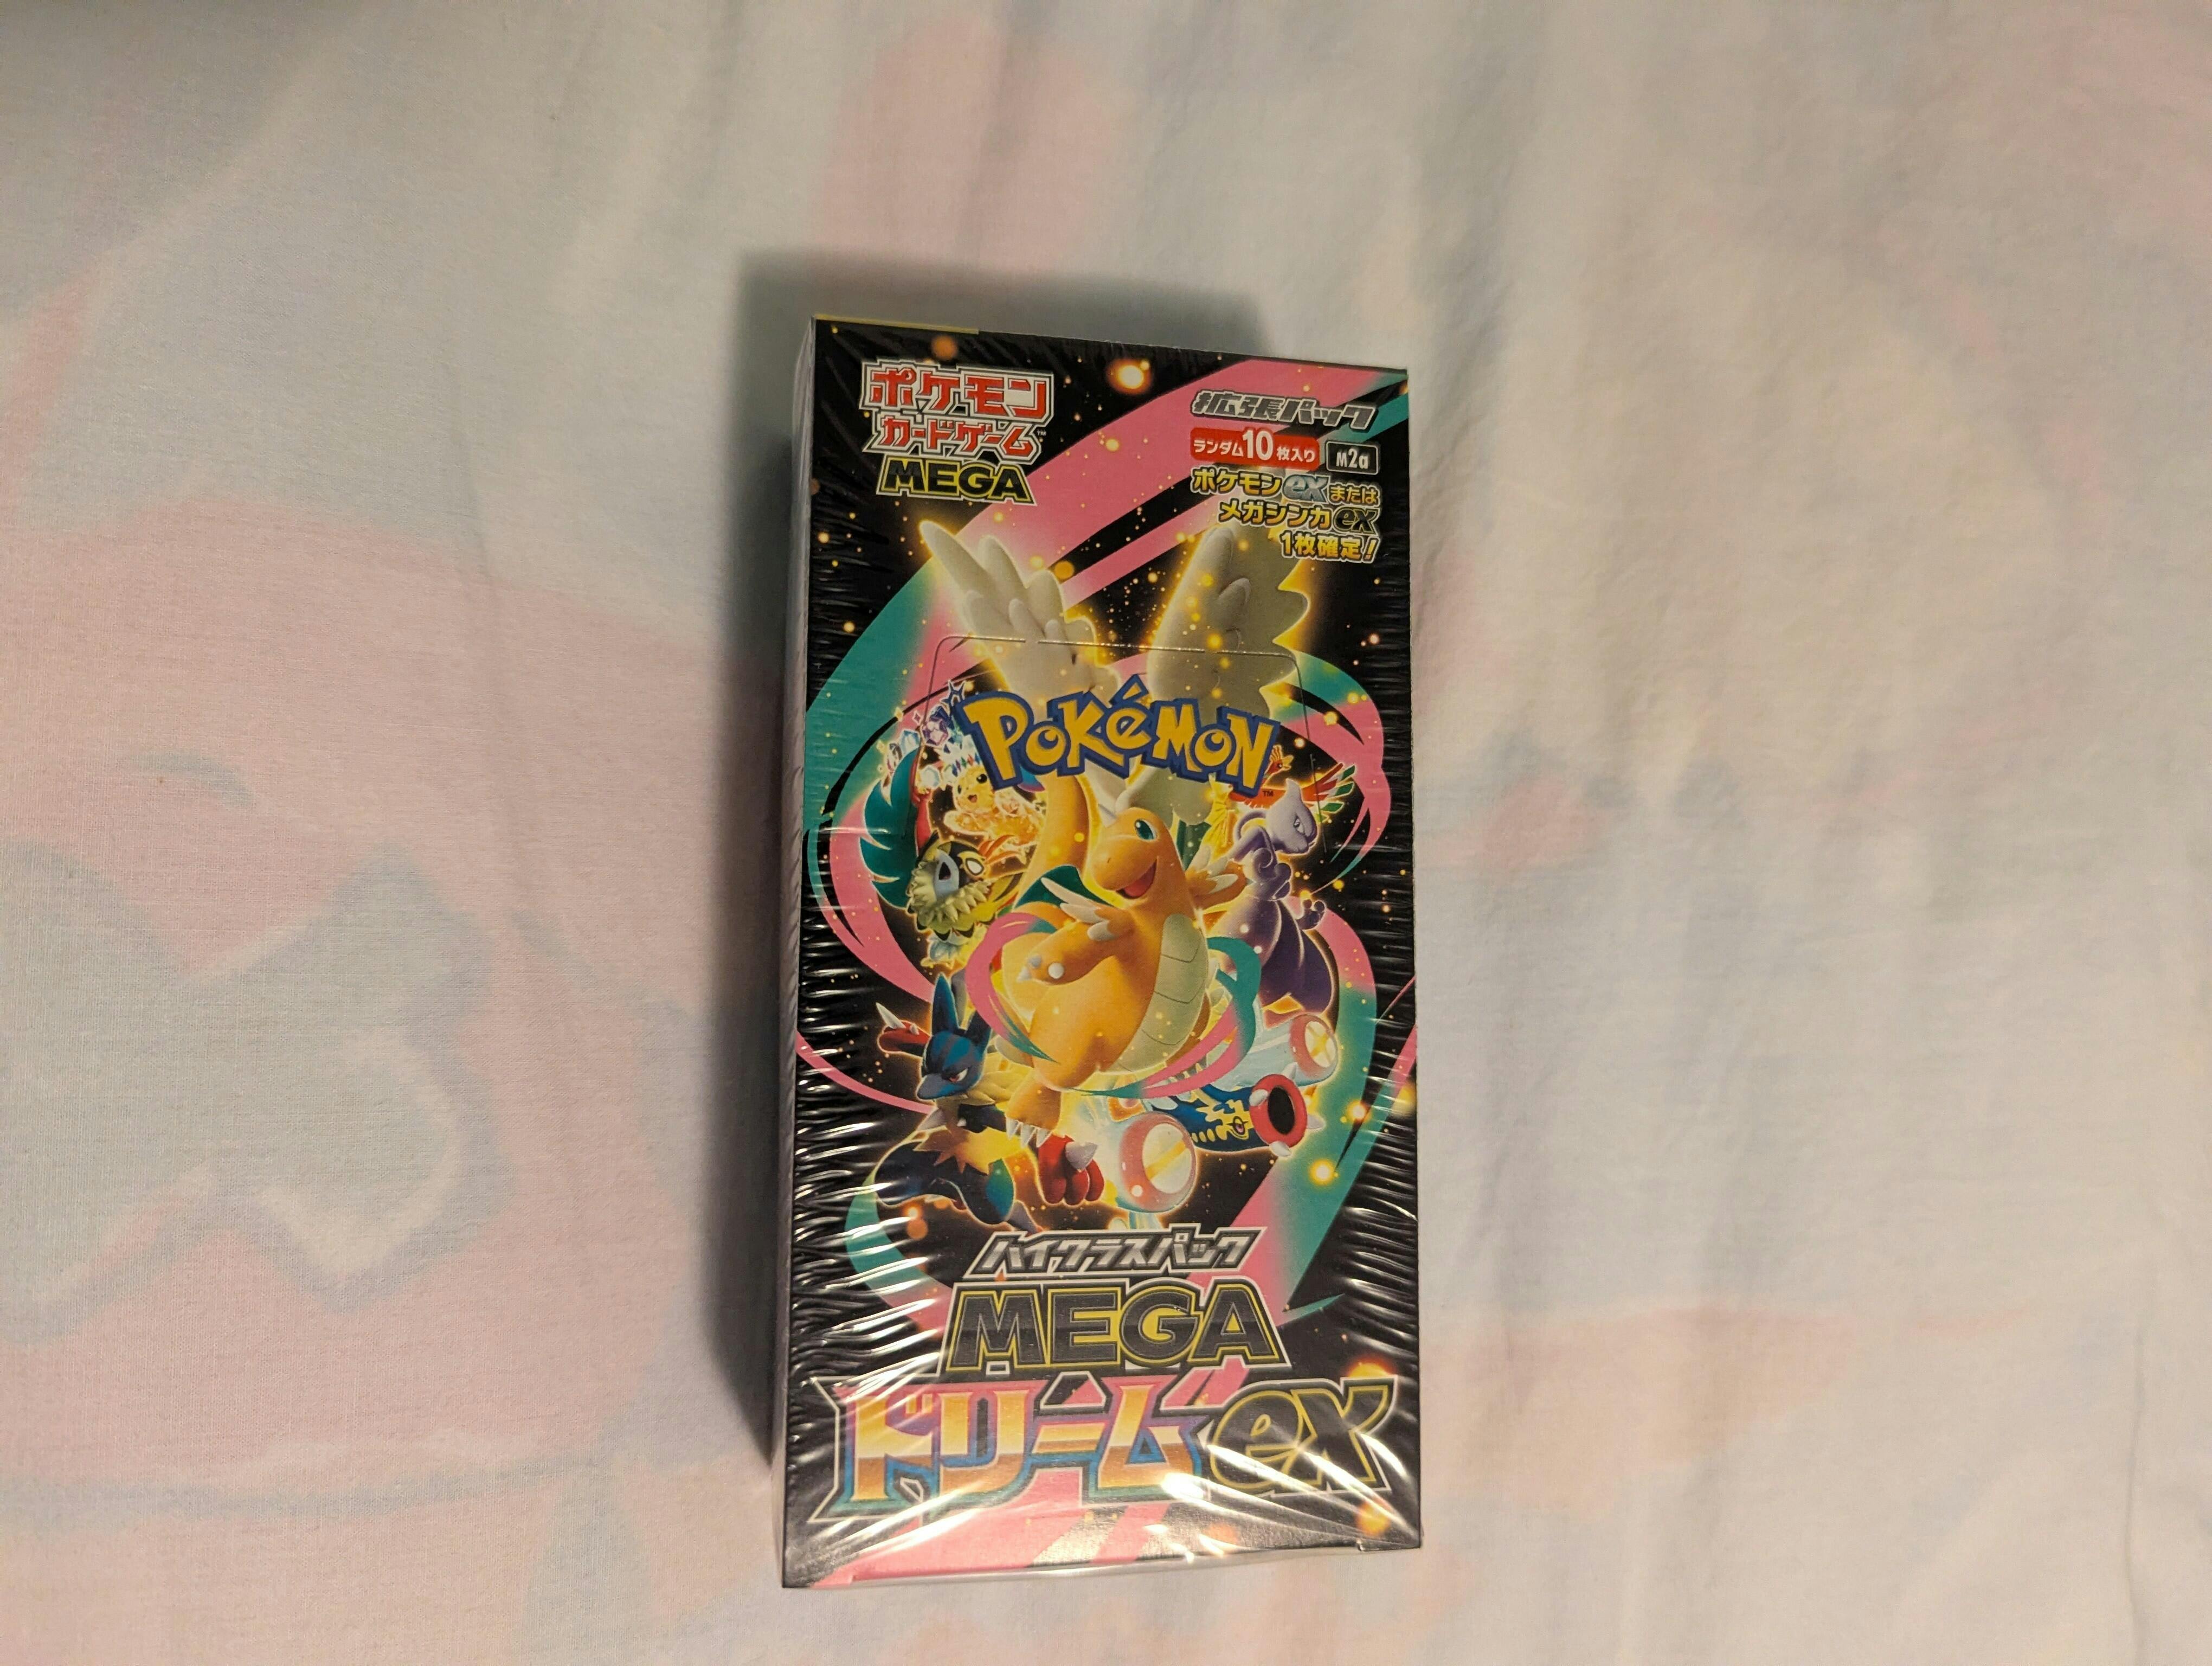 ポケモン
カードゲーム™
MEGA
拡張パック
ランダム10枚入り M2a
ポケモンexまたは
メガシンカex
1枚確定!
POKéMON™
ハイクラスパック
MEGA
ドリームex